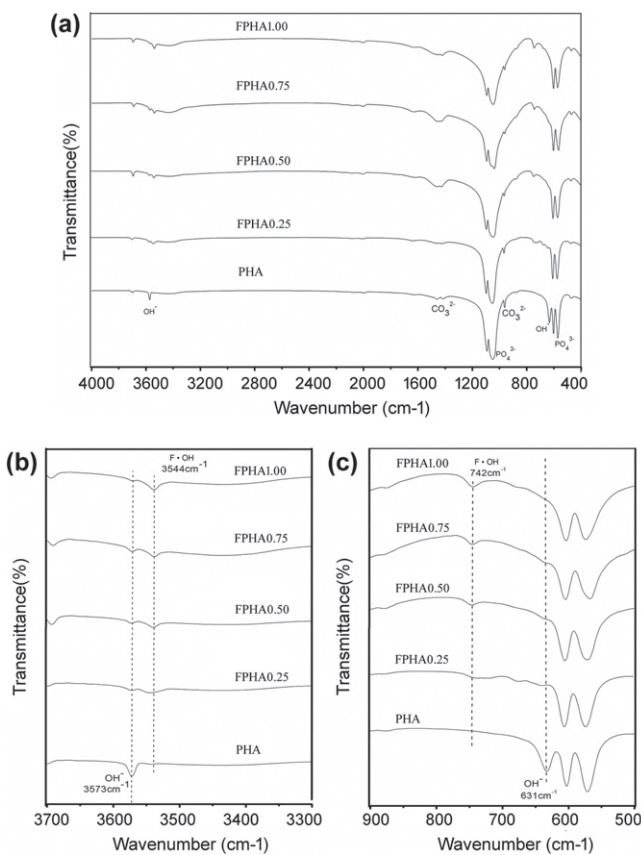 (a)
FPHA1.00
FPHA0.75
FPHA0.50
FPHA0.25
PHA
OH⁻
CO₃²⁻
PO₄³⁻
CO₃²⁻
OH⁻
PO₄³⁻
Transmittance(%)
4000 3600 3200 2800 2400 2000 1600 1200 800 400
Wavenumber (cm-1)
(b)
F • OH
3544cm⁻¹
FPHA1.00
FPHA0.75
FPHA0.50
FPHA0.25
PHA
OH⁻
3573cm⁻¹
Transmittance(%)
3700 3600 3500 3400 3300
Wavenumber (cm-1)
(c)
F • OH
742cm⁻¹
FPHA1.00
FPHA0.75
FPHA0.50
FPHA0.25
PHA
OH⁻
631cm⁻¹
Transmittance(%)
900 800 700 600 500
Wavenumber (cm-1)